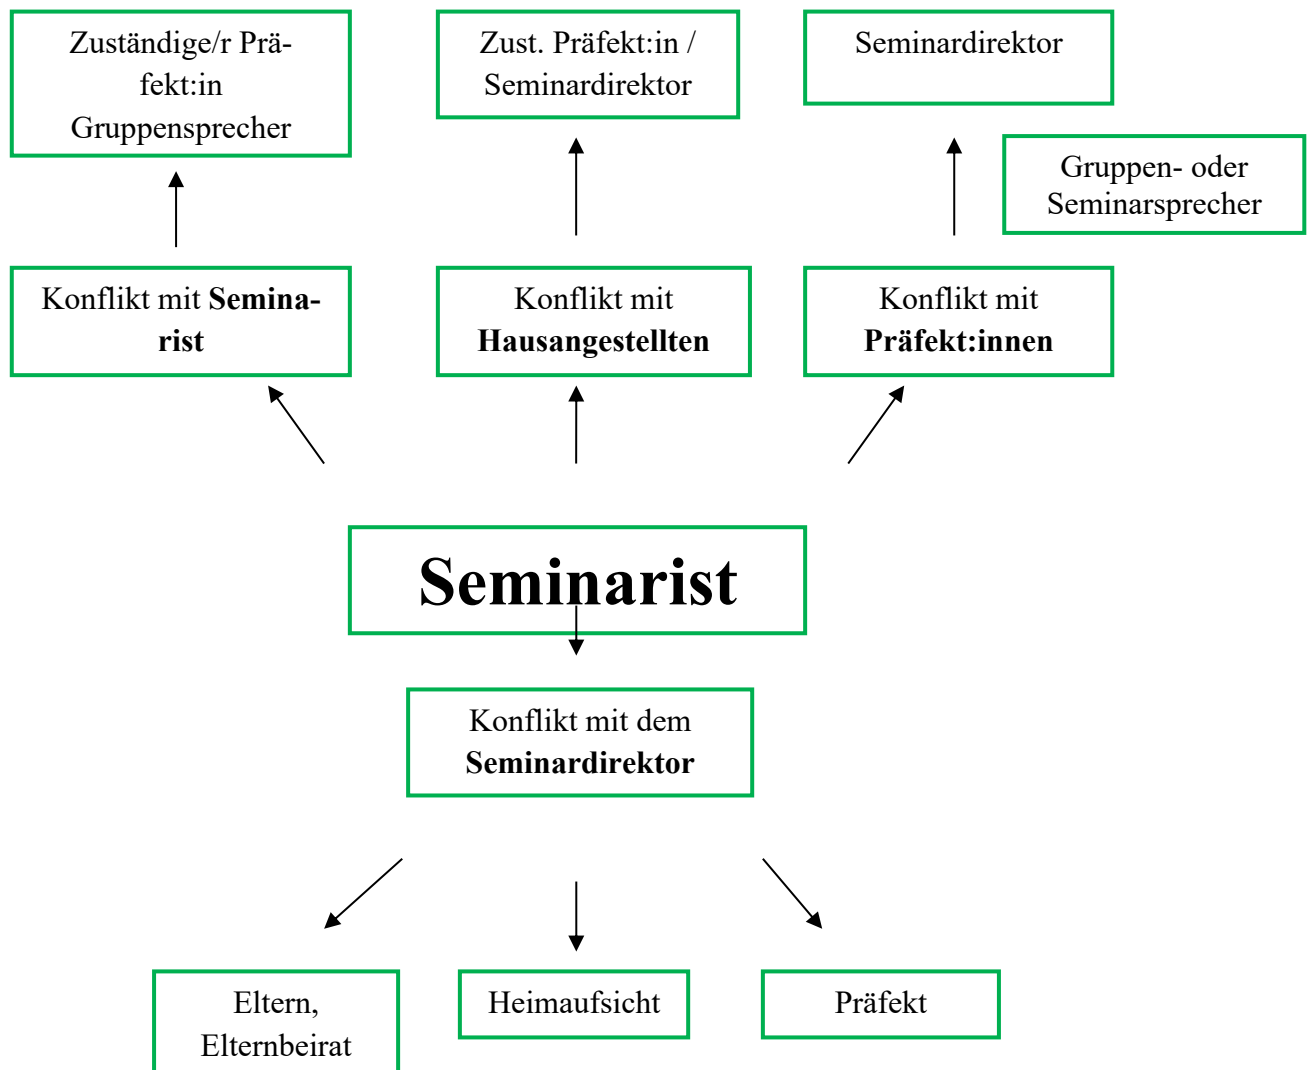 Zuständige/r Prä-
fekt:in
Gruppensprecher
Zust. Präfekt:in /
Seminardirektor
Seminardirektor
Gruppen- oder
Seminarsprecher
Konflikt mit Semina-
rist
Konflikt mit
Hausangestellten
Konflikt mit
Präfekt:innen
Seminarist
Konflikt mit dem
Seminardirektor
Eltern,
Elternbeirat
Heimaufsicht
Präfekt